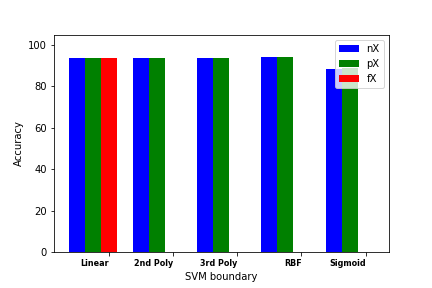 100
80
60
40
20
0
Accuracy
nX
pX
fX
Linear 2nd Poly 3rd Poly RBF Sigmoid
SVM boundary